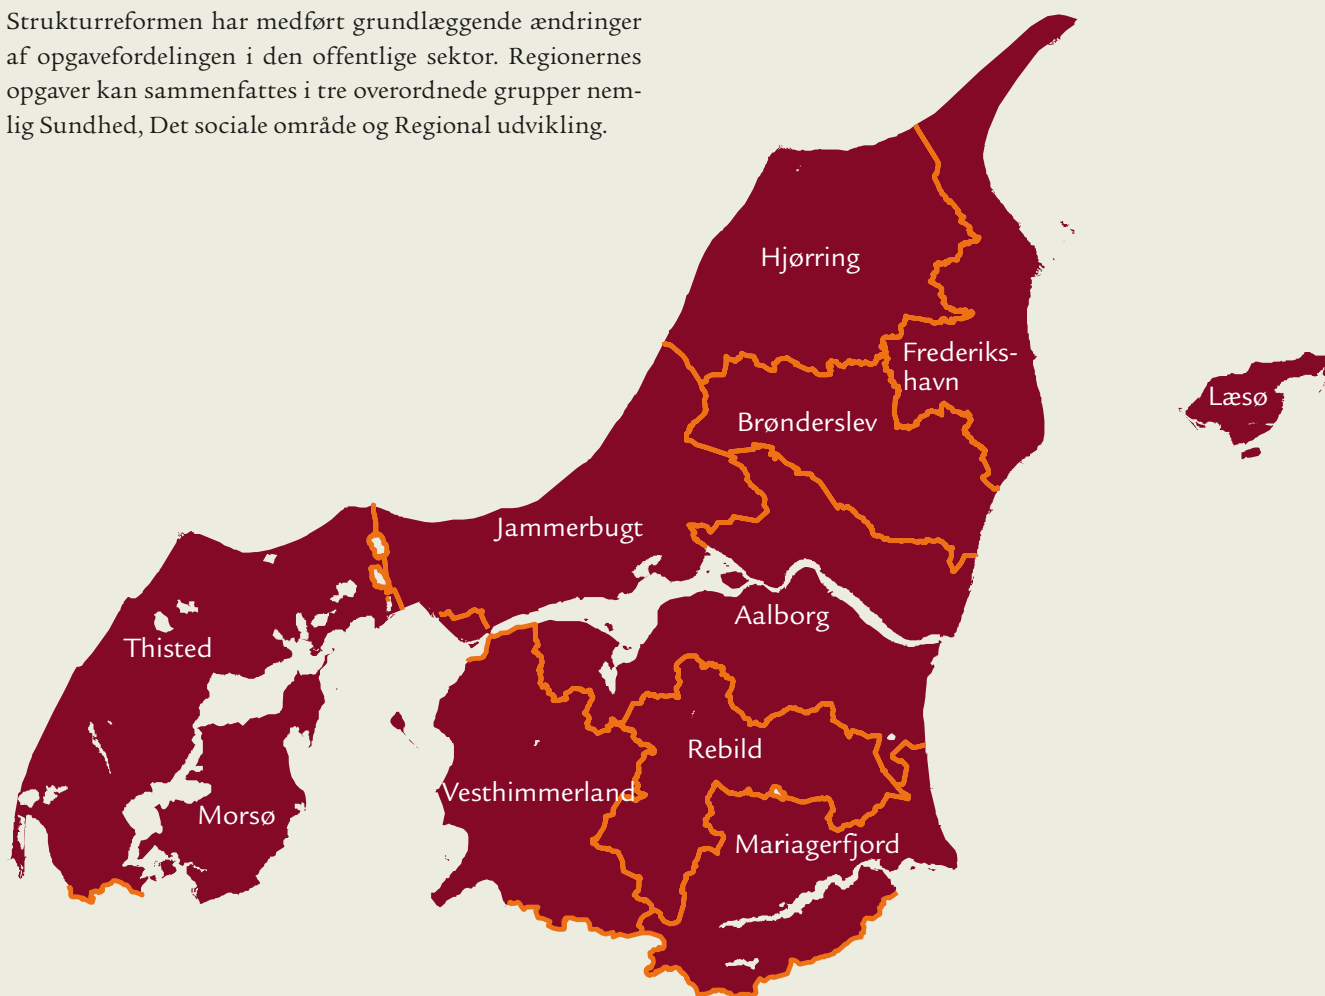 Strukturreformen har medført grundlæggende ændringer
af opgavefordelingen i den offentlige sektor. Regionernes
opgaver kan sammenfattes i tre overordnede grupper nem-
lig Sundhed, Det sociale område og Regional udvikling.
Hjørring
Frederiks-
havn
Læsø
Brønderslev
Jammerbugt
Aalborg
Thisted
Rebild
Vesthimmerland
Morsø
Mariagerfjord